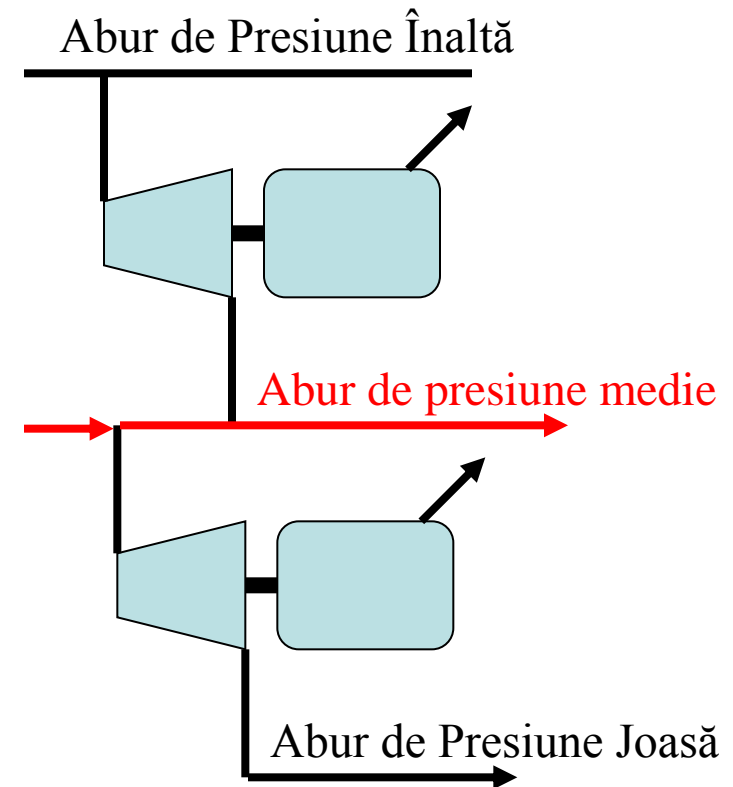 Abur de Presiune Înaltă
Abur de presiune medie
Abur de Presiune Joasă